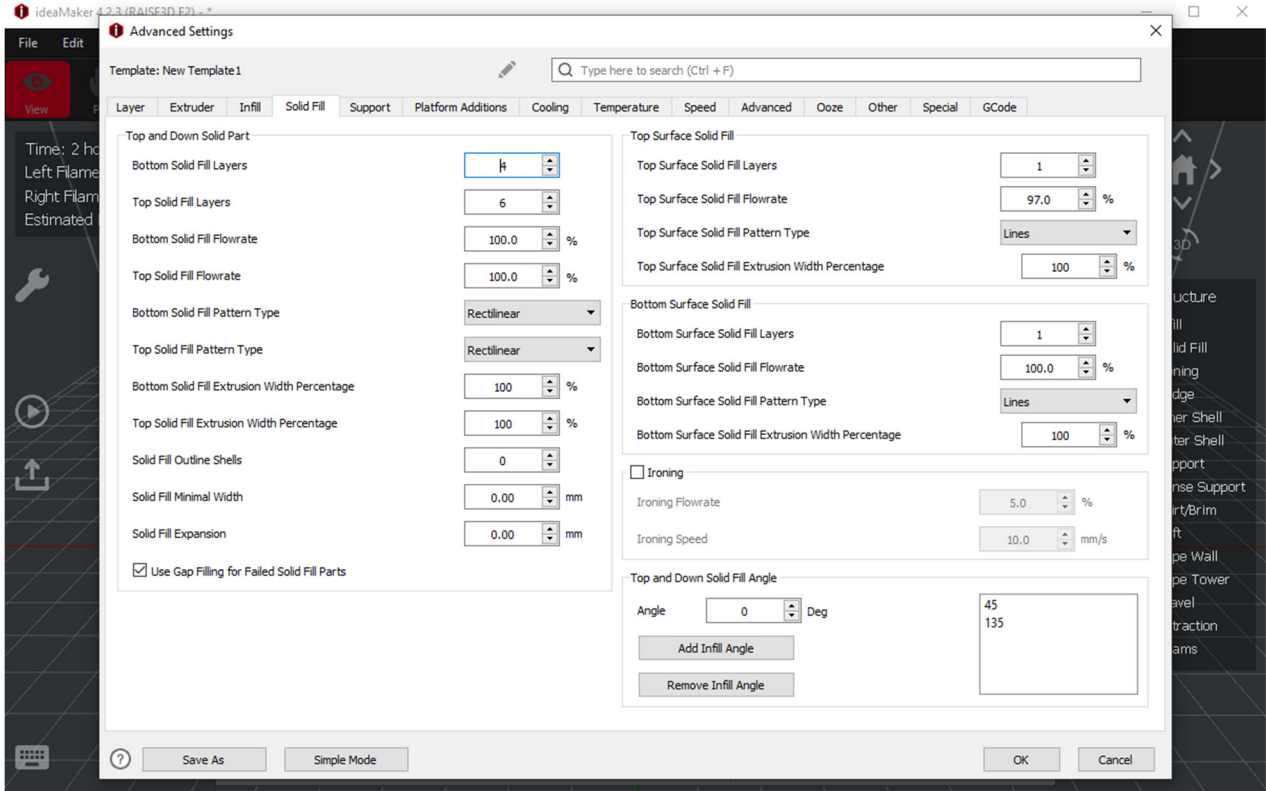 ideaMaker 4.2.3 (RAISE3D E2) - *
File Edit
Advanced Settings
Template: New Template1
Type here to search (Ctrl + F)
View
Layer Extruder Infill Solid Fill Support Platform Additions Cooling Temperature Speed Advanced Ooze Other Special GCode
Time: 2 ho
Left Filame
Right Filam
Estimated
Top and Down Solid Part
Bottom Solid Fill Layers 4
Top Solid Fill Layers 6
Bottom Solid Fill Flowrate 100.0 %
Top Solid Fill Flowrate 100.0 %
Bottom Solid Fill Pattern Type Rectilinear
Top Solid Fill Pattern Type Rectilinear
Bottom Solid Fill Extrusion Width Percentage 100 %
Top Solid Fill Extrusion Width Percentage 100 %
Solid Fill Outline Shells 0
Solid Fill Minimal Width 0.00 mm
Solid Fill Expansion 0.00 mm
Use Gap Filling for Failed Solid Fill Parts
Top Surface Solid Fill
Top Surface Solid Fill Layers 1
Top Surface Solid Fill Flowrate 97.0 %
Top Surface Solid Fill Pattern Type Lines
Top Surface Solid Fill Extrusion Width Percentage 100 %
Bottom Surface Solid Fill
Bottom Surface Solid Fill Layers 1
Bottom Surface Solid Fill Flowrate 100.0 %
Bottom Surface Solid Fill Pattern Type Lines
Bottom Surface Solid Fill Extrusion Width Percentage 100 %
Ironing
Ironing Flowrate 5.0 %
Ironing Speed 10.0 mm/s
Top and Down Solid Fill Angle
Angle 0 Deg
Add Infill Angle
Remove Infill Angle
45
135
3D
ucture
ill
lid Fill
ning
dge
ner Shell
ter Shell
pport
nse Support
irt/Brim
ft
pe Wall
pe Tower
avel
traction
ams
? Save As Simple Mode OK Cancel